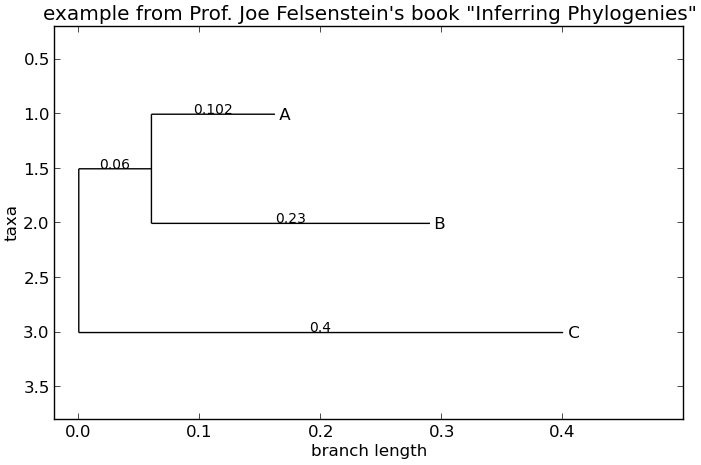 example from Prof. Joe Felsenstein's book "Inferring Phylogenies"
0.5
1.0
1.5
2.0
2.5
3.0
3.5
taxa
0.102
A
0.06
0.23
B
0.4
C
0.0
0.1
0.2
0.3
0.4
branch length